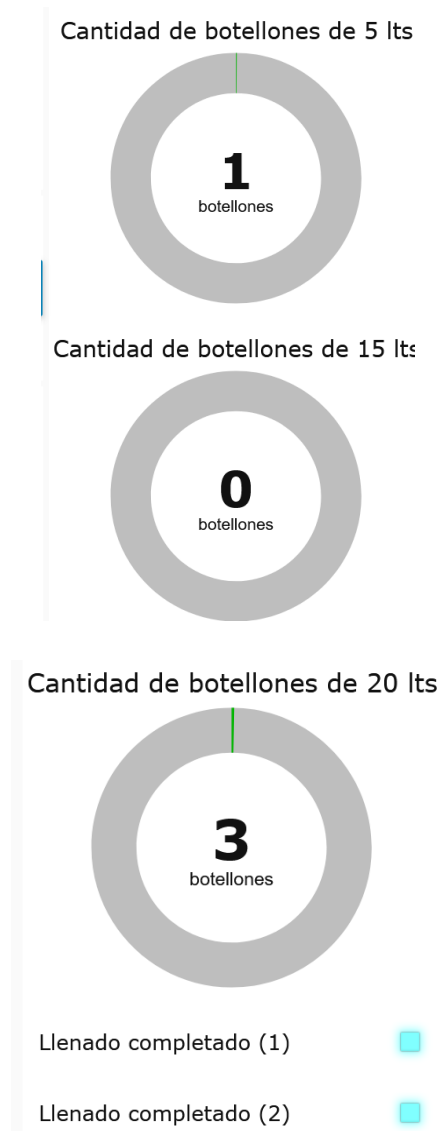 Cantidad de botellones de 5 lts
1
botellones
Cantidad de botellones de 15 lts
0
botellones
Cantidad de botellones de 20 lts
3
botellones
Llenado completado (1)
Llenado completado (2)